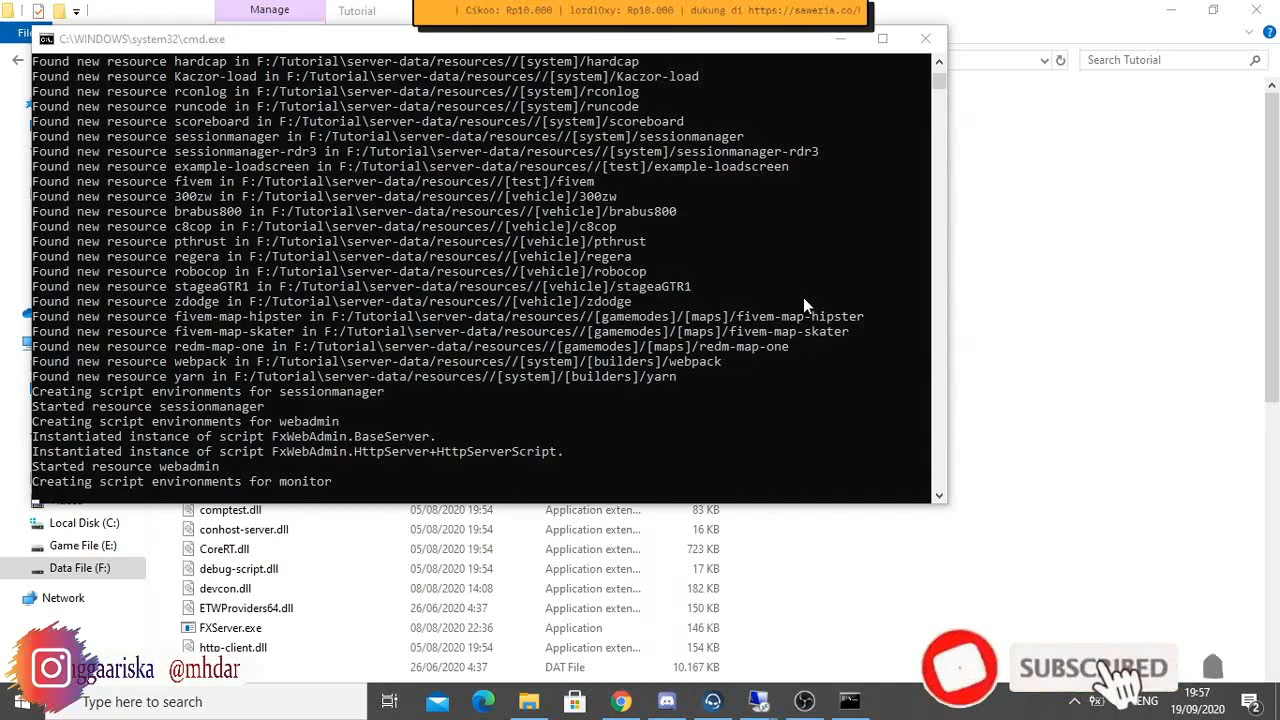 Manage
Tutorial
| Cikoo: Rp10.000 | lordl0xy: Rp10.000 | dukung di https://saweria.co/
C:\WINDOWS\system32\cmd.exe
Search Tutorial
Found new resource hardcap in F:/Tutorial\server-data/resources//[system]/hardcap
Found new resource Kaczor-load in F:/Tutorial\server-data/resources//[system]/Kaczor-load
Found new resource rconlog in F:/Tutorial\server-data/resources//[system]/rconlog
Found new resource runcode in F:/Tutorial\server-data/resources//[system]/runcode
Found new resource scoreboard in F:/Tutorial\server-data/resources//[system]/scoreboard
Found new resource sessionmanager in F:/Tutorial\server-data/resources//[system]/sessionmanager
Found new resource sessionmanager-rdr3 in F:/Tutorial\server-data/resources//[system]/sessionmanager-rdr3
Found new resource example-loadscreen in F:/Tutorial\server-data/resources//[test]/example-loadscreen
Found new resource fivem in F:/Tutorial\server-data/resources//[test]/fivem
Found new resource 300zw in F:/Tutorial\server-data/resources//[vehicle]/300zw
Found new resource brabus800 in F:/Tutorial\server-data/resources//[vehicle]/brabus800
Found new resource c8cop in F:/Tutorial\server-data/resources//[vehicle]/c8cop
Found new resource pthrust in F:/Tutorial\server-data/resources//[vehicle]/pthrust
Found new resource regera in F:/Tutorial\server-data/resources//[vehicle]/regera
Found new resource robocop in F:/Tutorial\server-data/resources//[vehicle]/robocop
Found new resource stageaGTR1 in F:/Tutorial\server-data/resources//[vehicle]/stageaGTR1
Found new resource zdodge in F:/Tutorial\server-data/resources//[vehicle]/zdodge
Found new resource fivem-map-hipster in F:/Tutorial\server-data/resources//[gamemodes]/[maps]/fivem-map-hipster
Found new resource fivem-map-skater in F:/Tutorial\server-data/resources//[gamemodes]/[maps]/fivem-map-skater
Found new resource redm-map-one in F:/Tutorial\server-data/resources//[gamemodes]/[maps]/redm-map-one
Found new resource webpack in F:/Tutorial\server-data/resources//[system]/[builders]/webpack
Found new resource yarn in F:/Tutorial\server-data/resources//[system]/[builders]/yarn
Creating script environments for sessionmanager
Started resource sessionmanager
Creating script environments for webadmin
Instantiated instance of script FxWebAdmin.BaseServer.
Instantiated instance of script FxWebAdmin.HttpServer+HttpServerScript.
Started resource webadmin
Creating script environments for monitor
Local Disk (C:)
Game File (E:)
Data File (F:)
Network
comptest.dll 05/08/2020 19:54 Application exten... 83 KB
conhost-server.dll 05/08/2020 19:54 Application exten... 16 KB
CoreRT.dll 05/08/2020 19:54 Application exten... 723 KB
debug-script.dll 05/08/2020 19:54 Application exten... 17 KB
devcon.dll 08/08/2020 14:08 Application exten... 182 KB
ETWProviders64.dll 26/06/2020 4:37 Application exten... 150 KB
FXServer.exe 08/08/2020 22:36 Application 146 KB
http-client.dll 05/08/2020 19:54 Application exten... 154 KB
26/06/2020 4:37 DAT File 10.167 KB
ggaariska @mhdar
SUBSCRIBED
Type here to search
ENG
19:57
19/09/2020
2